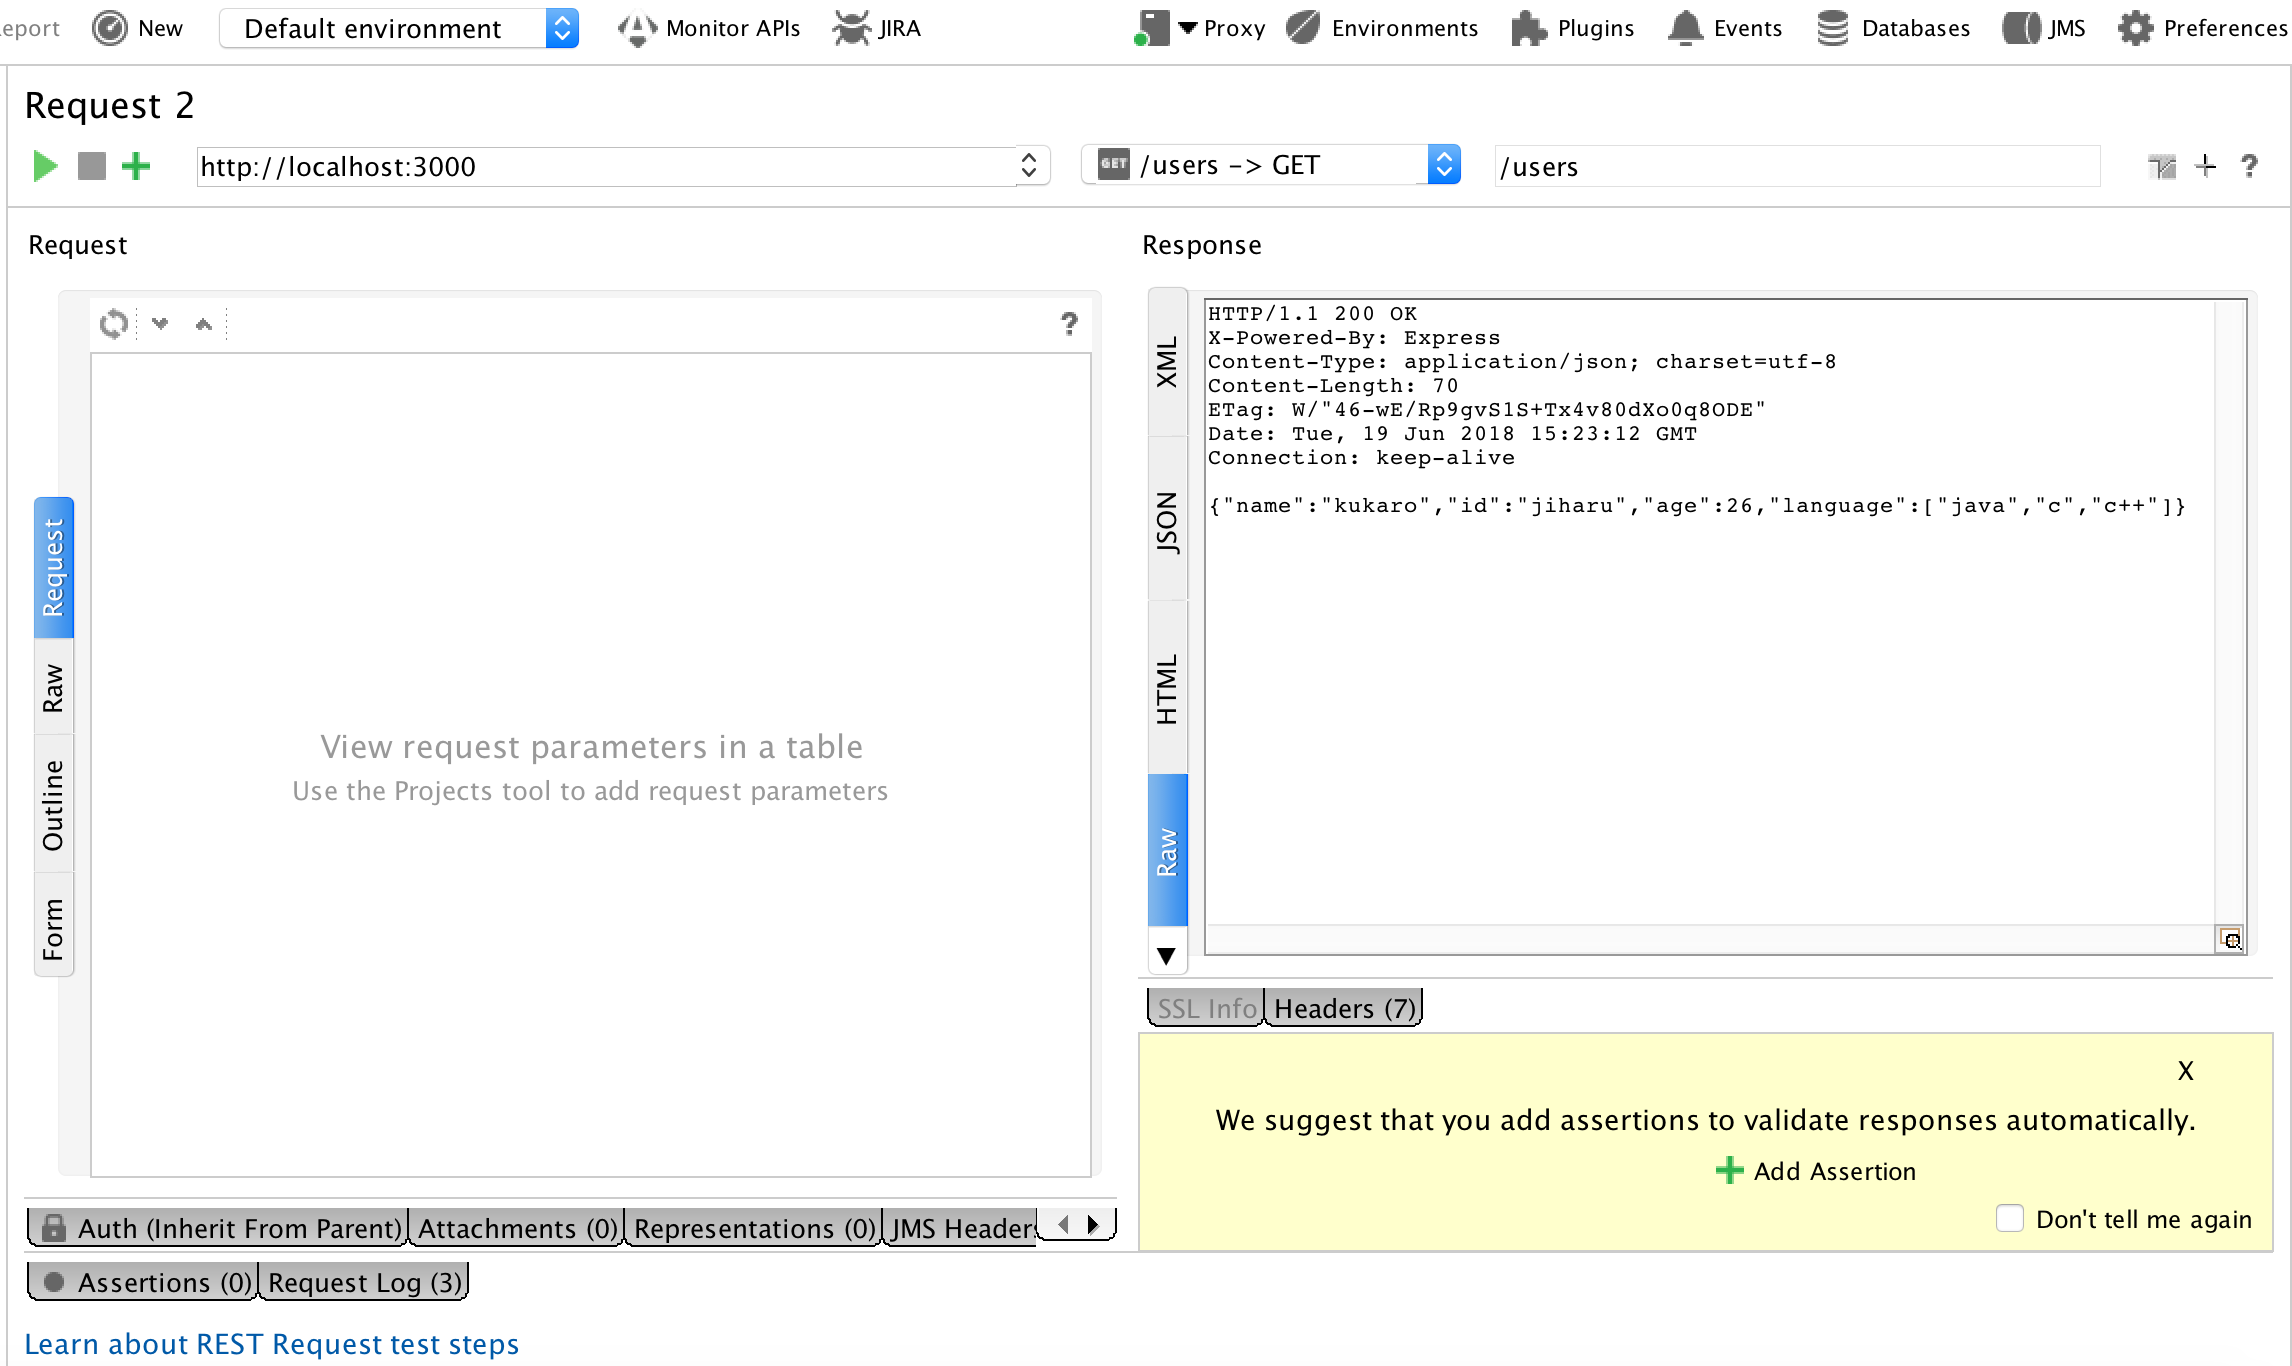 eport New Default environment Monitor APIs JIRA Proxy Environments Plugins Events Databases JMS Preferences
Request 2
http://localhost:3000 GET /users -> GET /users ?
Request
?
Request
Raw
Outline
Form
View request parameters in a table
Use the Projects tool to add request parameters
Auth (Inherit From Parent) Attachments (0) Representations (0) JMS Headers
Response
XML
JSON
HTML
Raw
HTTP/1.1 200 OK
X-Powered-By: Express
Content-Type: application/json; charset=utf-8
Content-Length: 70
ETag: W/"46-wE/Rp9gvS1S+Tx4v80dXo0q8ODE"
Date: Tue, 19 Jun 2018 15:23:12 GMT
Connection: keep-alive
{"name":"kukaro","id":"jiharu","age":26,"language":["java","c","c++"]}
SSL Info Headers (7)
X
We suggest that you add assertions to validate responses automatically.
Add Assertion
Don't tell me again
Assertions (0) Request Log (3)
Learn about REST Request test steps